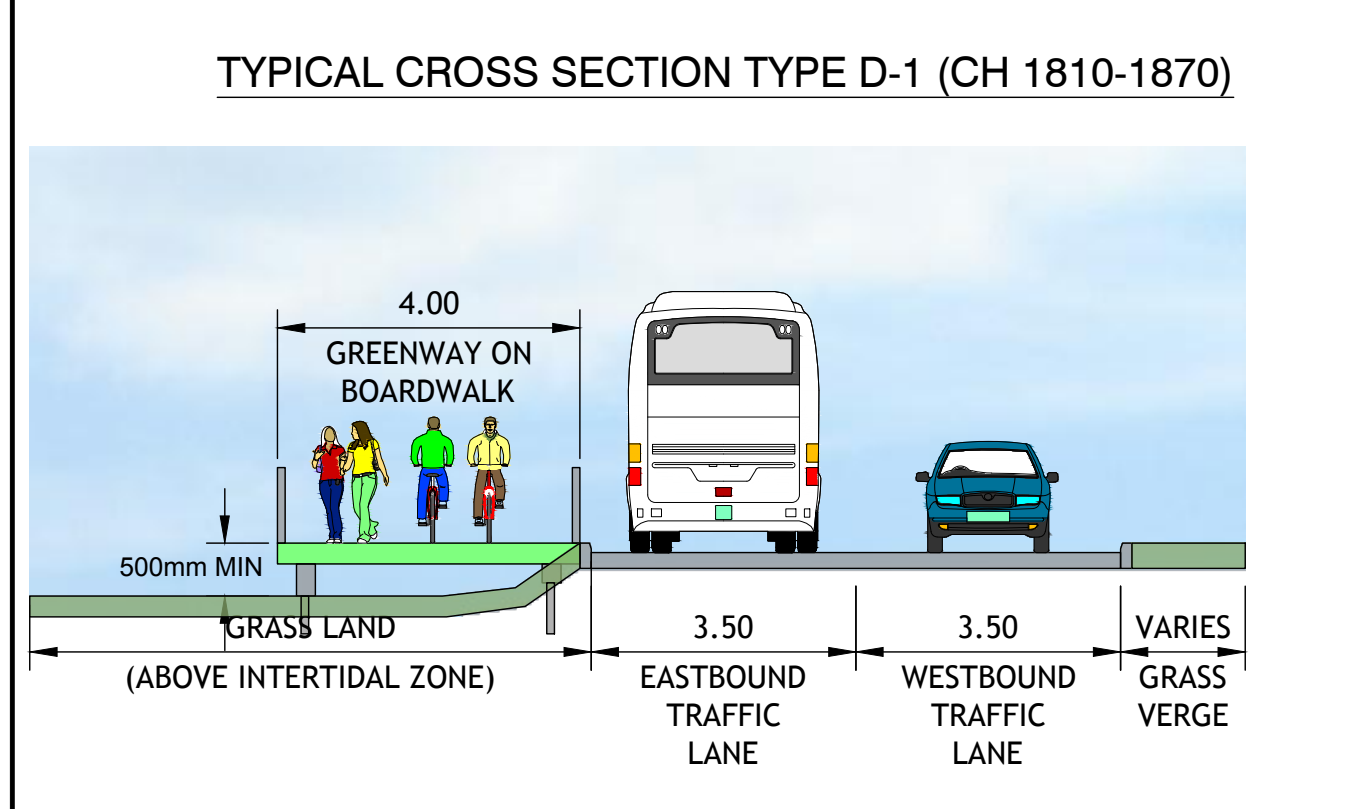 TYPICAL CROSS SECTION TYPE D-1 (CH 1810-1870)
4.00
GREENWAY ON
BOARDWALK
500mm MIN
GRASS LAND
(ABOVE INTERTIDAL ZONE)
3.50
EASTBOUND
TRAFFIC
LANE
3.50
WESTBOUND
TRAFFIC
LANE
VARIES
GRASS
VERGE